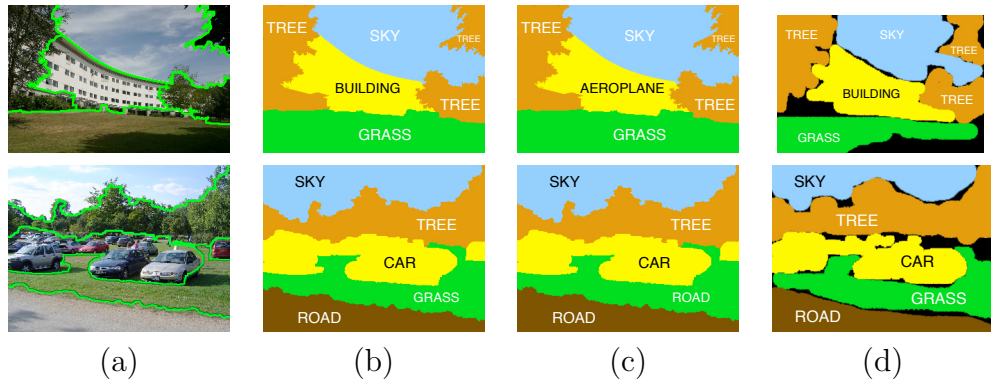 TREE SKY TREE BUILDING TREE GRASS
TREE SKY TREE AEROPLANE TREE GRASS
TREE SKY TREE BUILDING TREE GRASS
SKY TREE CAR GRASS ROAD
SKY TREE CAR ROAD ROAD
SKY TREE CAR GRASS ROAD
(a) (b) (c) (d)